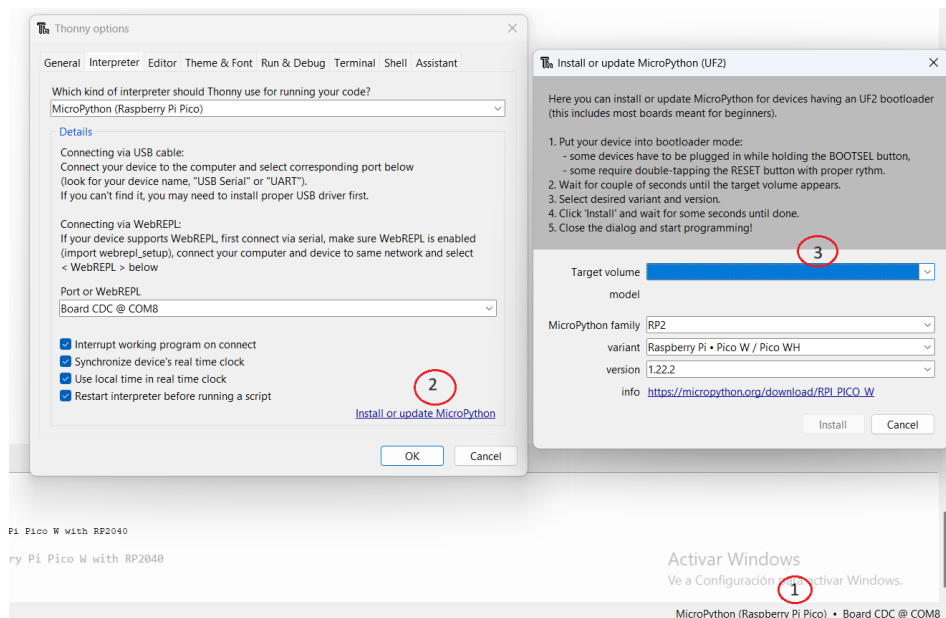 Thonny options
General Interpreter Editor Theme & Font Run & Debug Terminal Shell Assistant
Which kind of interpreter should Thonny use for running your code?
MicroPython (Raspberry Pi Pico)
Details
Connecting via USB cable:
Connect your device to the computer and select corresponding port below
(look for your device name, "USB Serial" or "UART").
If you can't find it, you may need to install proper USB driver first.
Connecting via WebREPL:
If your device supports WebREPL, first connect via serial, make sure WebREPL is enabled
(import webrepl_setup), connect your computer and device to same network and select
< WebREPL > below
Port or WebREPL
Board CDC @ COM8
Interrupt working program on connect
Synchronize device's real time clock
Use local time in real time clock
Restart interpreter before running a script
2
Install or update MicroPython
OK Cancel
Install or update MicroPython (UF2)
Here you can install or update MicroPython for devices having an UF2 bootloader
(this includes most boards meant for beginners).
1. Put your device into bootloader mode:
- some devices have to be plugged in while holding the BOOTSEL button,
- some require double-tapping the RESET button with proper rythm.
2. Wait for couple of seconds until the target volume appears.
3. Select desired variant and version.
4. Click 'Install' and wait for some seconds until done.
5. Close the dialog and start programming!
3
Target volume
model
MicroPython family RP2
variant Raspberry Pi • Pico W / Pico WH
version 1.22.2
info https://micropython.org/download/RPI_PICO_W
Install Cancel
Pi Pico W with RP2040
ry Pi Pico W with RP2040
Activar Windows
Ve a Configuración para activar Windows.
1
MicroPython (Raspberry Pi Pico) • Board CDC @ COM8